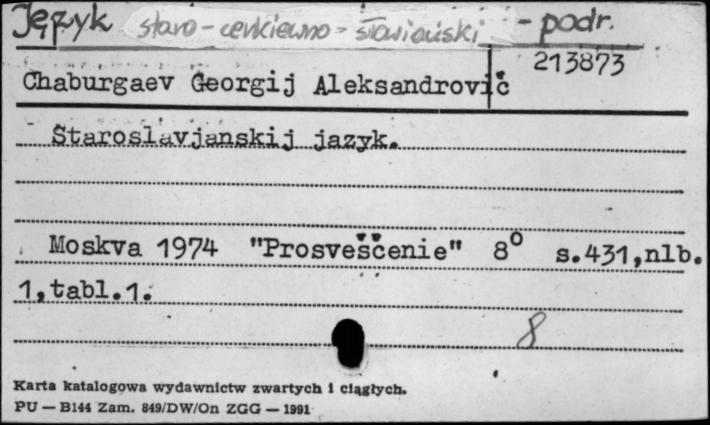 Język staro-cerkiewno-słowiański - podr.
213873
Chaburgaev Georgij Aleksandrovič
Staroslavjanskij jazyk.
Moskva 1974 "Prosveščenie" 8° s.431,nlb.
1,tabl.1.
8
Karta katalogowa wydawnictw zwartych i ciągłych.
PU — B144 Zam. 849/DW/On ZGG — 1991